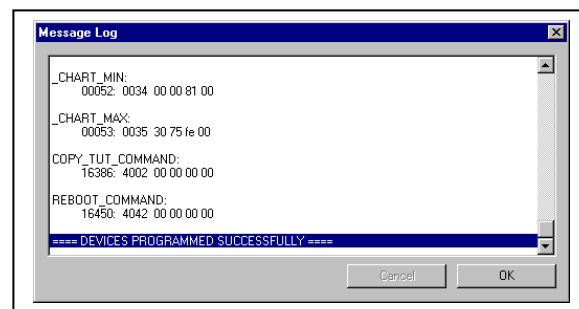 Message Log
_CHART_MIN:
00052: 0034 00 00 81 00
_CHART_MAX:
00053: 0035 30 75 fe 00
COPY_TUT_COMMAND:
16386: 4002 00 00 00 00
REBOOT_COMMAND:
16450: 4042 00 00 00 00
==== DEVICES PROGRAMMED SUCCESSFULLY ====
Cancel OK